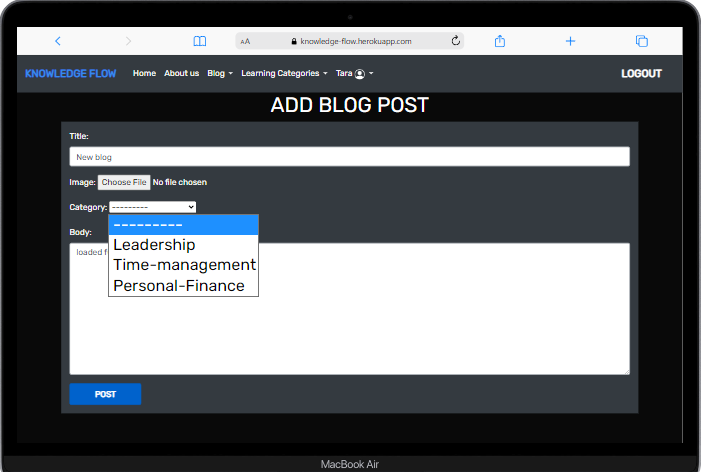 AA knowledge-flow.herokuapp.com
KNOWLEDGE FLOW Home About us Blog Learning Categories Tara LOGOUT
ADD BLOG POST
Title:
New blog
Image: Choose File No file chosen
Category: ---------
---------
Leadership
Time-management
Personal-Finance
Body:
loaded
POST
MacBook Air